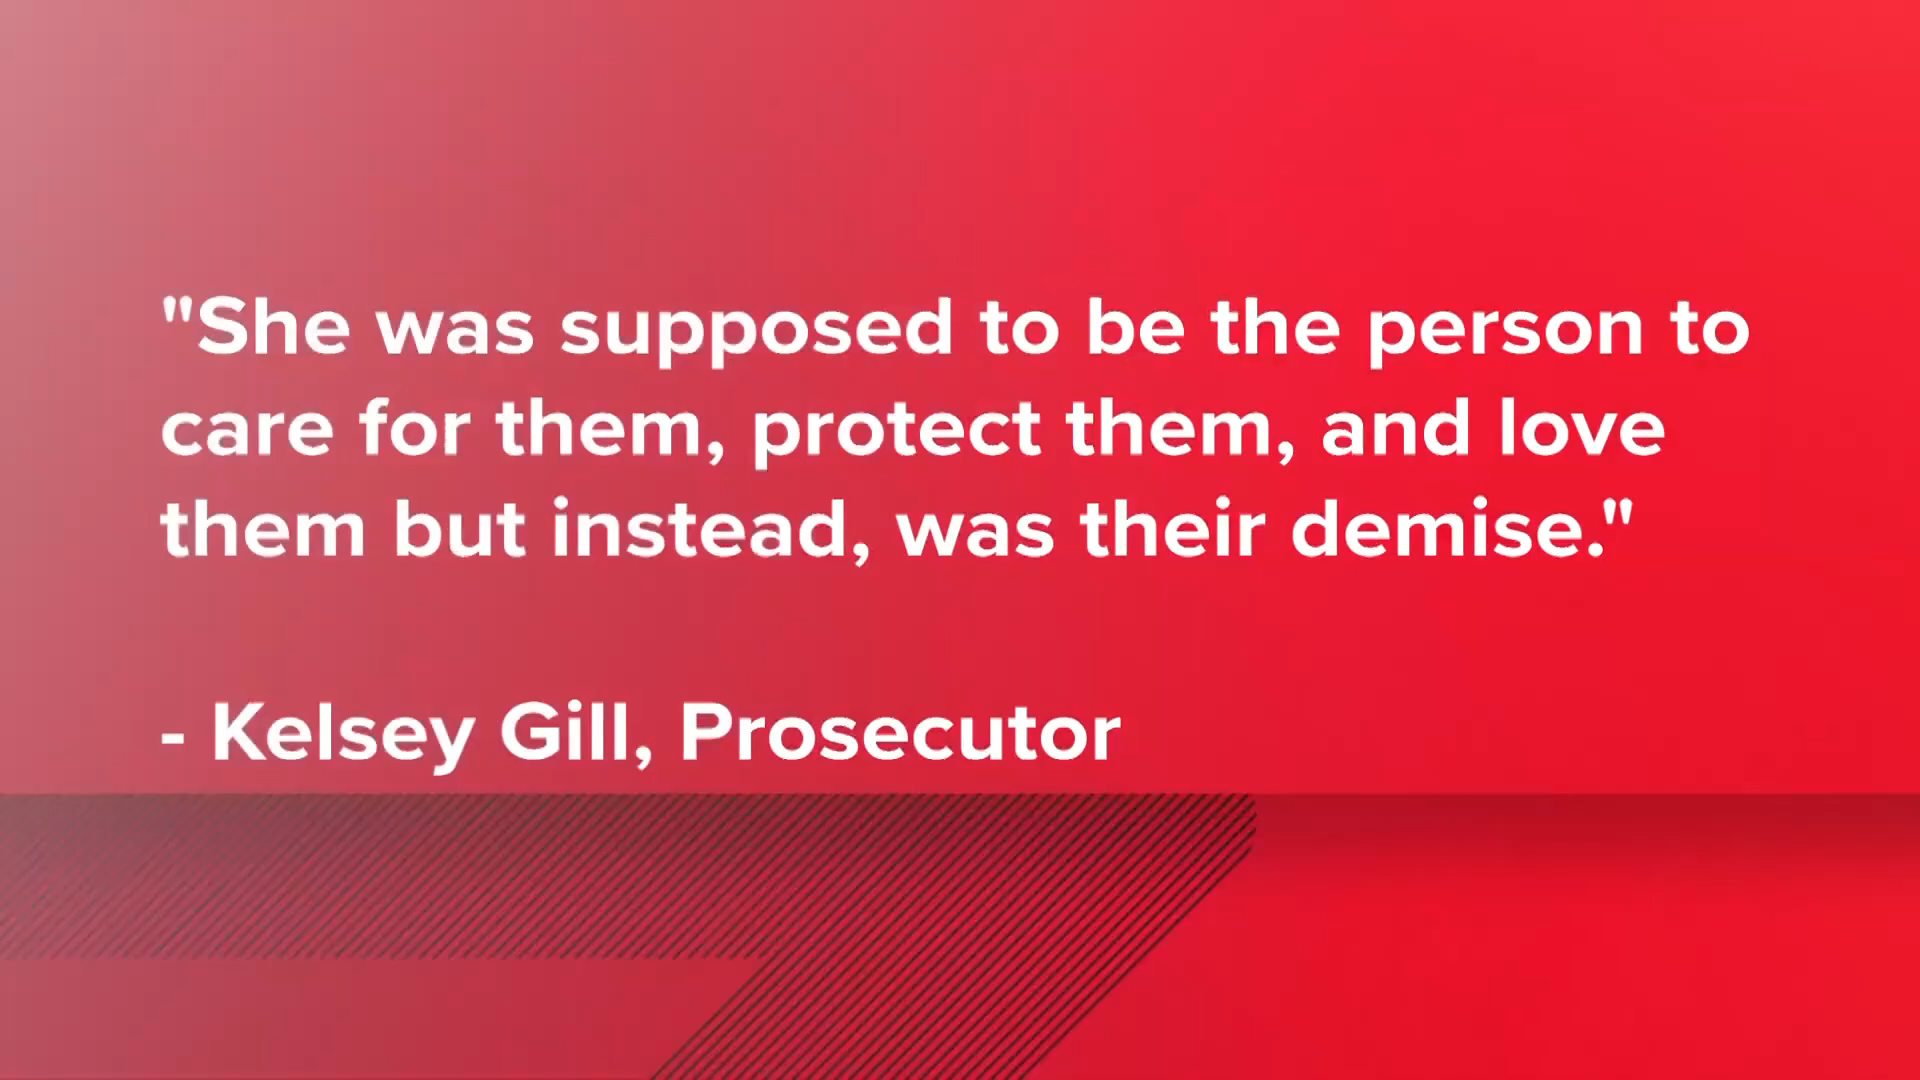 "She was supposed to be the person to
care for them, protect them, and love
them but instead, was their demise."
- Kelsey Gill, Prosecutor